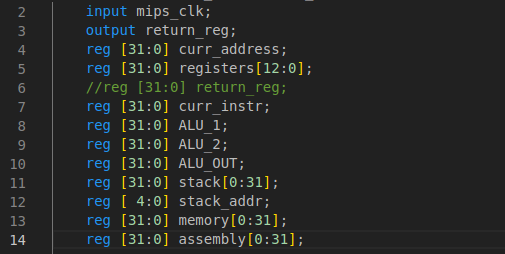 2 input mips_clk;
3 output return_reg;
4 reg [31:0] curr_address;
5 reg [31:0] registers[12:0];
6 //reg [31:0] return_reg;
7 reg [31:0] curr_instr;
8 reg [31:0] ALU_1;
9 reg [31:0] ALU_2;
10 reg [31:0] ALU_OUT;
11 reg [31:0] stack[0:31];
12 reg [ 4:0] stack_addr;
13 reg [31:0] memory[0:31];
14 reg [31:0] assembly[0:31];